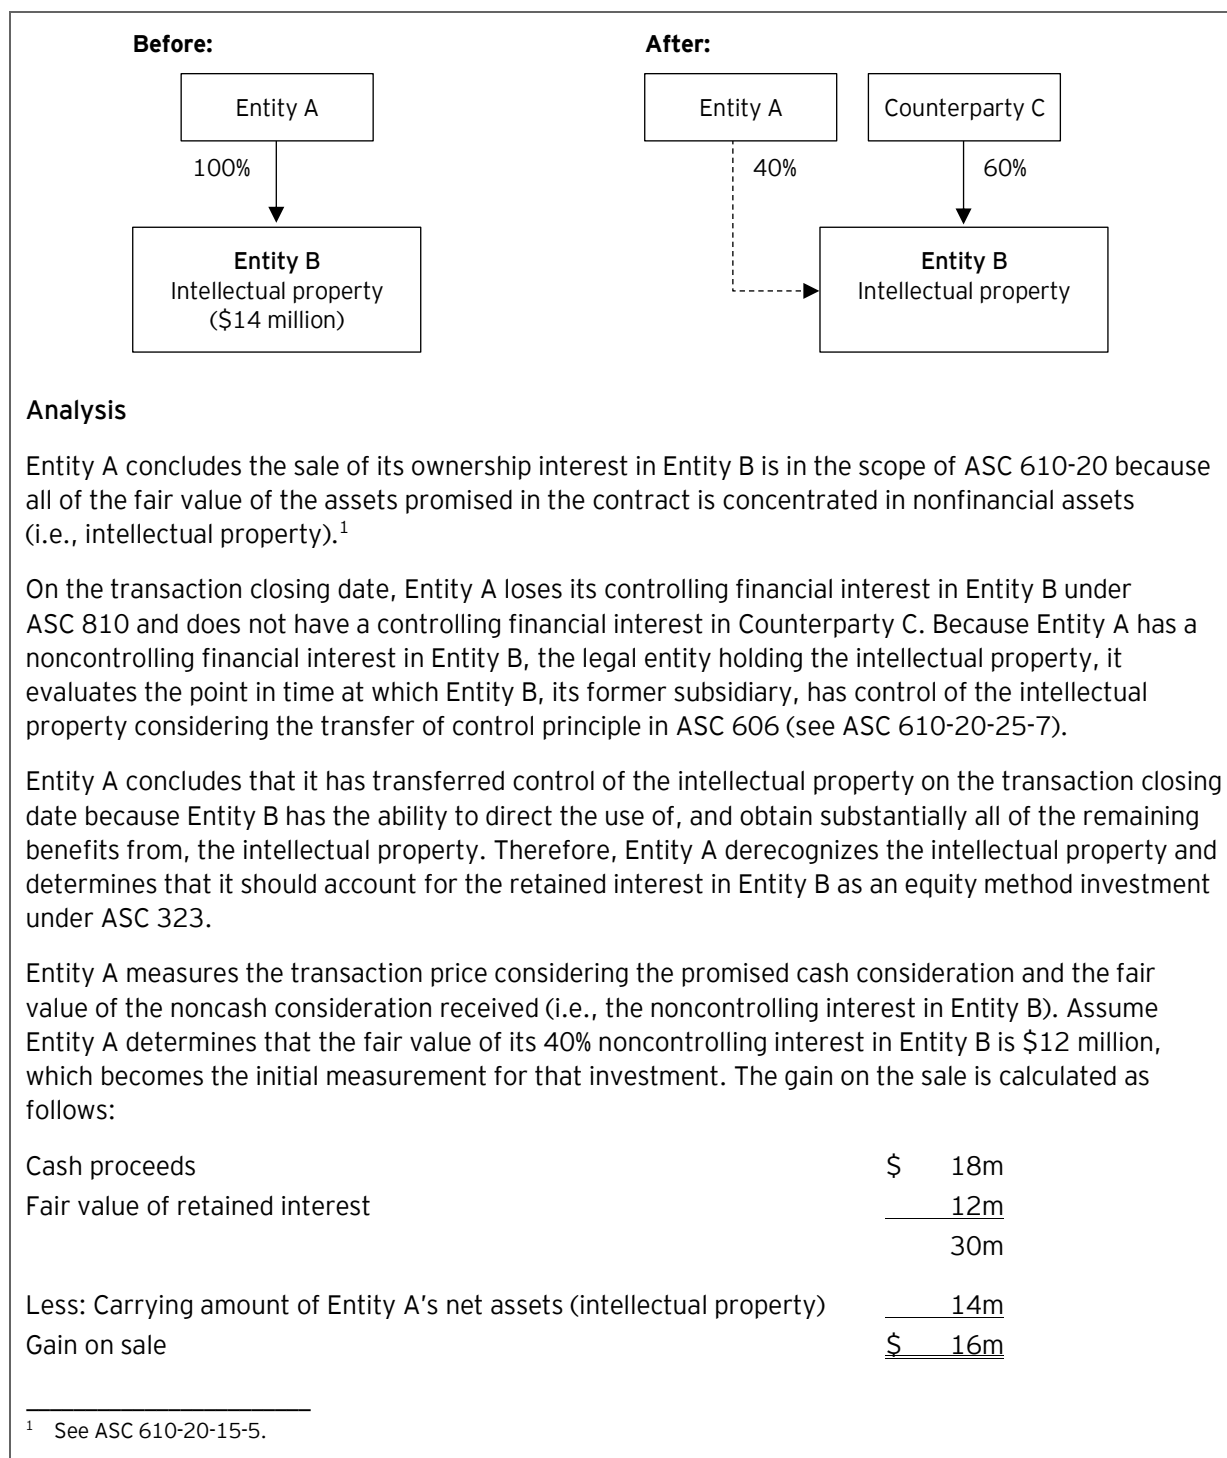 Before:
After:
Entity A
Entity A
Counterparty C
100%
40%
60%
Entity B
Intellectual property
($14 million)
Entity B
Intellectual property
Analysis
Entity A concludes the sale of its ownership interest in Entity B is in the scope of ASC 610-20 because
all of the fair value of the assets promised in the contract is concentrated in nonfinancial assets
(i.e., intellectual property).1
On the transaction closing date, Entity A loses its controlling financial interest in Entity B under
ASC 810 and does not have a controlling financial interest in Counterparty C. Because Entity A has a
noncontrolling financial interest in Entity B, the legal entity holding the intellectual property, it
evaluates the point in time at which Entity B, its former subsidiary, has control of the intellectual
property considering the transfer of control principle in ASC 606 (see ASC 610-20-25-7).
Entity A concludes that it has transferred control of the intellectual property on the transaction closing
date because Entity B has the ability to direct the use of, and obtain substantially all of the remaining
benefits from, the intellectual property. Therefore, Entity A derecognizes the intellectual property and
determines that it should account for the retained interest in Entity B as an equity method investment
under ASC 323.
Entity A measures the transaction price considering the promised cash consideration and the fair
value of the noncash consideration received (i.e., the noncontrolling interest in Entity B). Assume
Entity A determines that the fair value of its 40% noncontrolling interest in Entity B is $12 million,
which becomes the initial measurement for that investment. The gain on the sale is calculated as
follows:
Cash proceeds $ 18m
Fair value of retained interest 12m
30m
Less: Carrying amount of Entity A's net assets (intellectual property) 14m
Gain on sale $ 16m
1 See ASC 610-20-15-5.